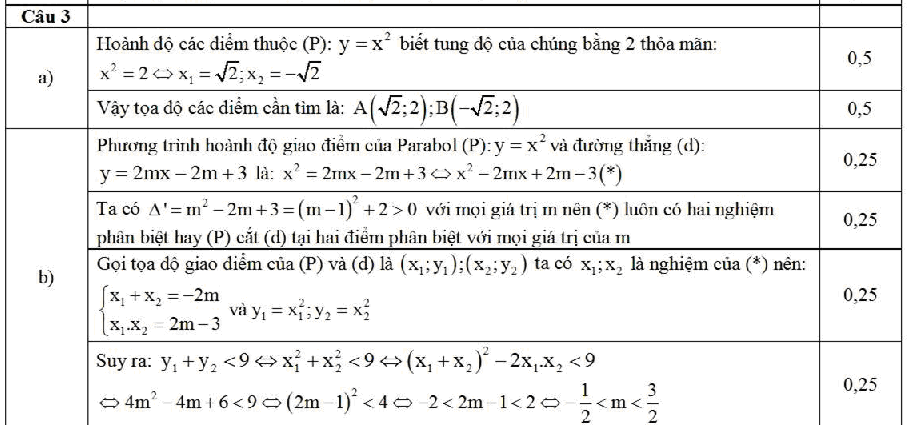 Câu 3
a)
Hoành độ các điểm thuộc (P): y = x² biết tung độ của chúng bằng 2 thỏa mãn:
x² = 2 ⇔ x₁ = √2; x₂ = −√2
0,5
Vậy tọa độ các điểm cần tìm là: A(√2;2);B(−√2;2)
0,5
b)
Phương trình hoành độ giao điểm của Parabol (P): y = x² và đường thẳng (d):
y = 2mx − 2m + 3 là: x² = 2mx − 2m + 3 ⇔ x² − 2mx + 2m − 3(*)
0,25
Ta có Δ' = m² − 2m + 3 = (m − 1)² + 2 > 0 với mọi giá trị m nên (*) luôn có hai nghiệm
phân biệt hay (P) cắt (d) tại hai điểm phân biệt với mọi giá trị của m
0,25
Gọi tọa độ giao điểm của (P) và (d) là (x₁;y₁);(x₂;y₂) ta có x₁;x₂ là nghiệm của (*) nên:
{x₁ + x₂ = −2m
x₁.x₂ = 2m − 3 và y₁ = x₁²; y₂ = x₂²
0,25
Suy ra: y₁ + y₂ < 9 ⇔ x₁² + x₂² < 9 ⇔ (x₁ + x₂)² − 2x₁.x₂ < 9
⇔ 4m² − 4m + 6 < 9 ⇔ (2m − 1)² < 4 ⇔ −2 < 2m − 1 < 2 ⇔ −1/2 < m < 3/2
0,25